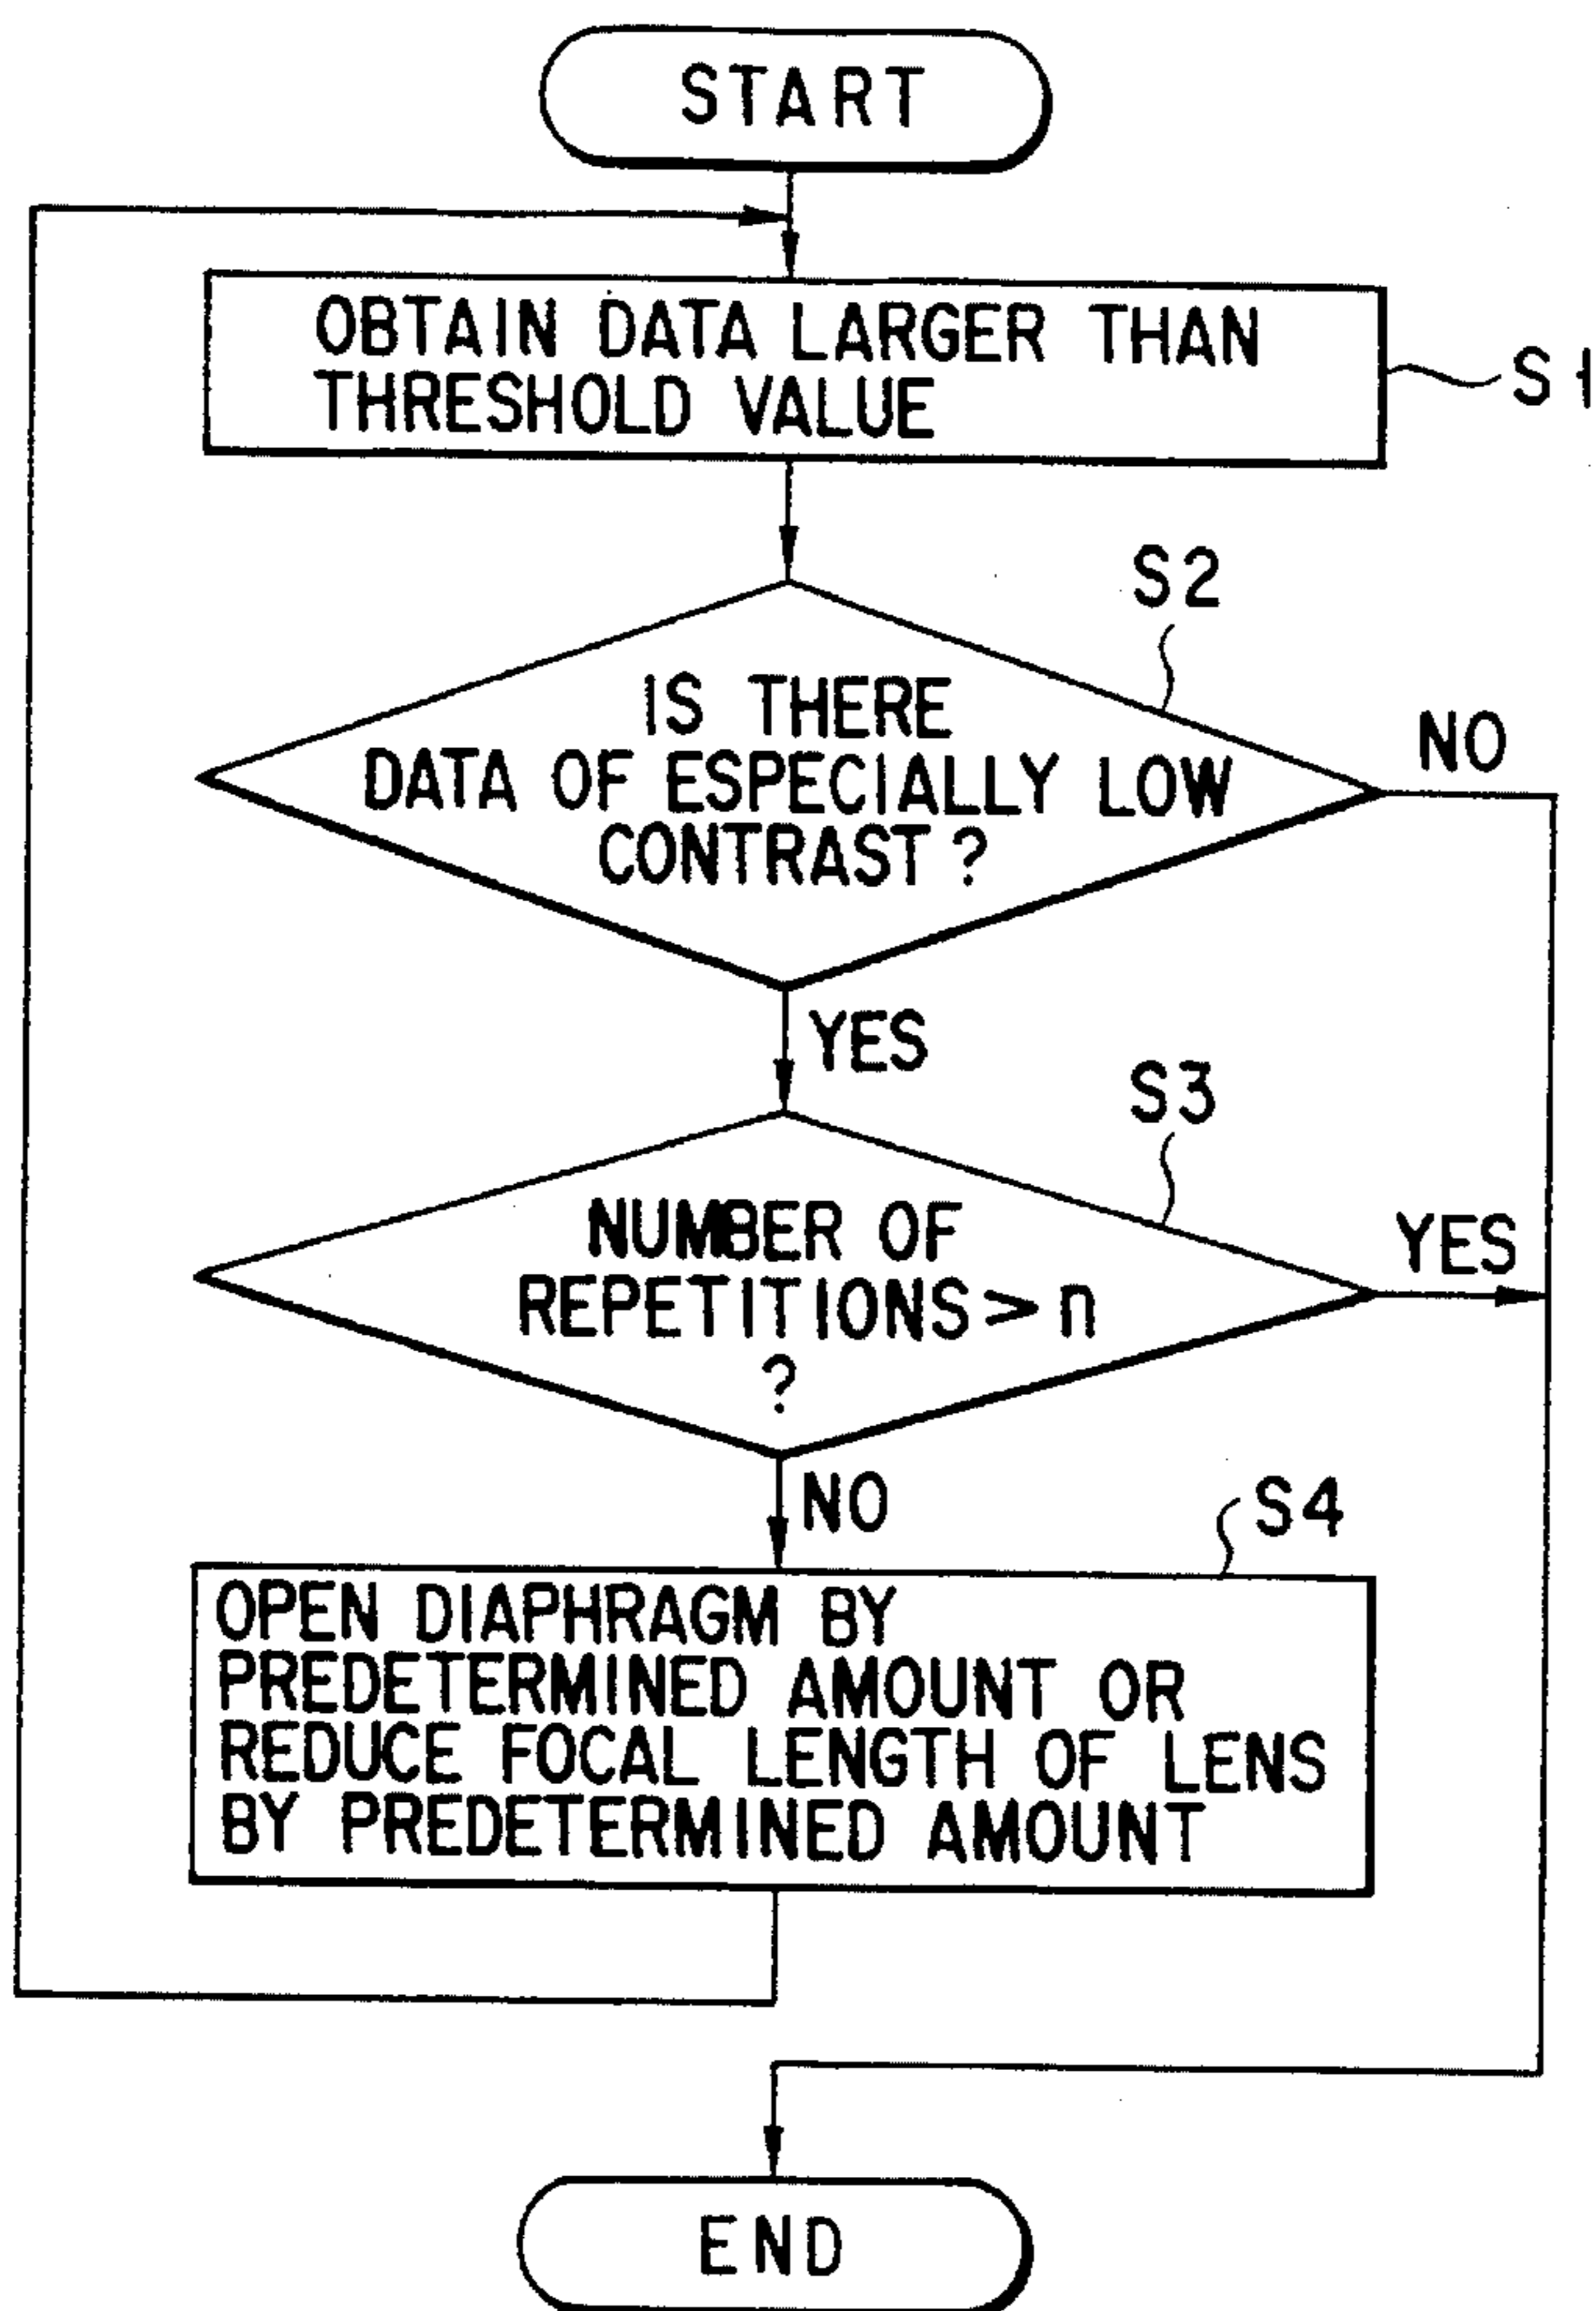 START
OBTAIN DATA LARGER THAN
THRESHOLD VALUE
S1
S2
IS THERE
DATA OF ESPECIALLY LOW
CONTRAST?
NO
YES
S3
NUMBER OF
REPETITIONS > n
?
YES
NO
S4
OPEN DIAPHRAGM BY
PREDETERMINED AMOUNT OR
REDUCE FOCAL LENGTH OF LENS
BY PREDETERMINED AMOUNT
END